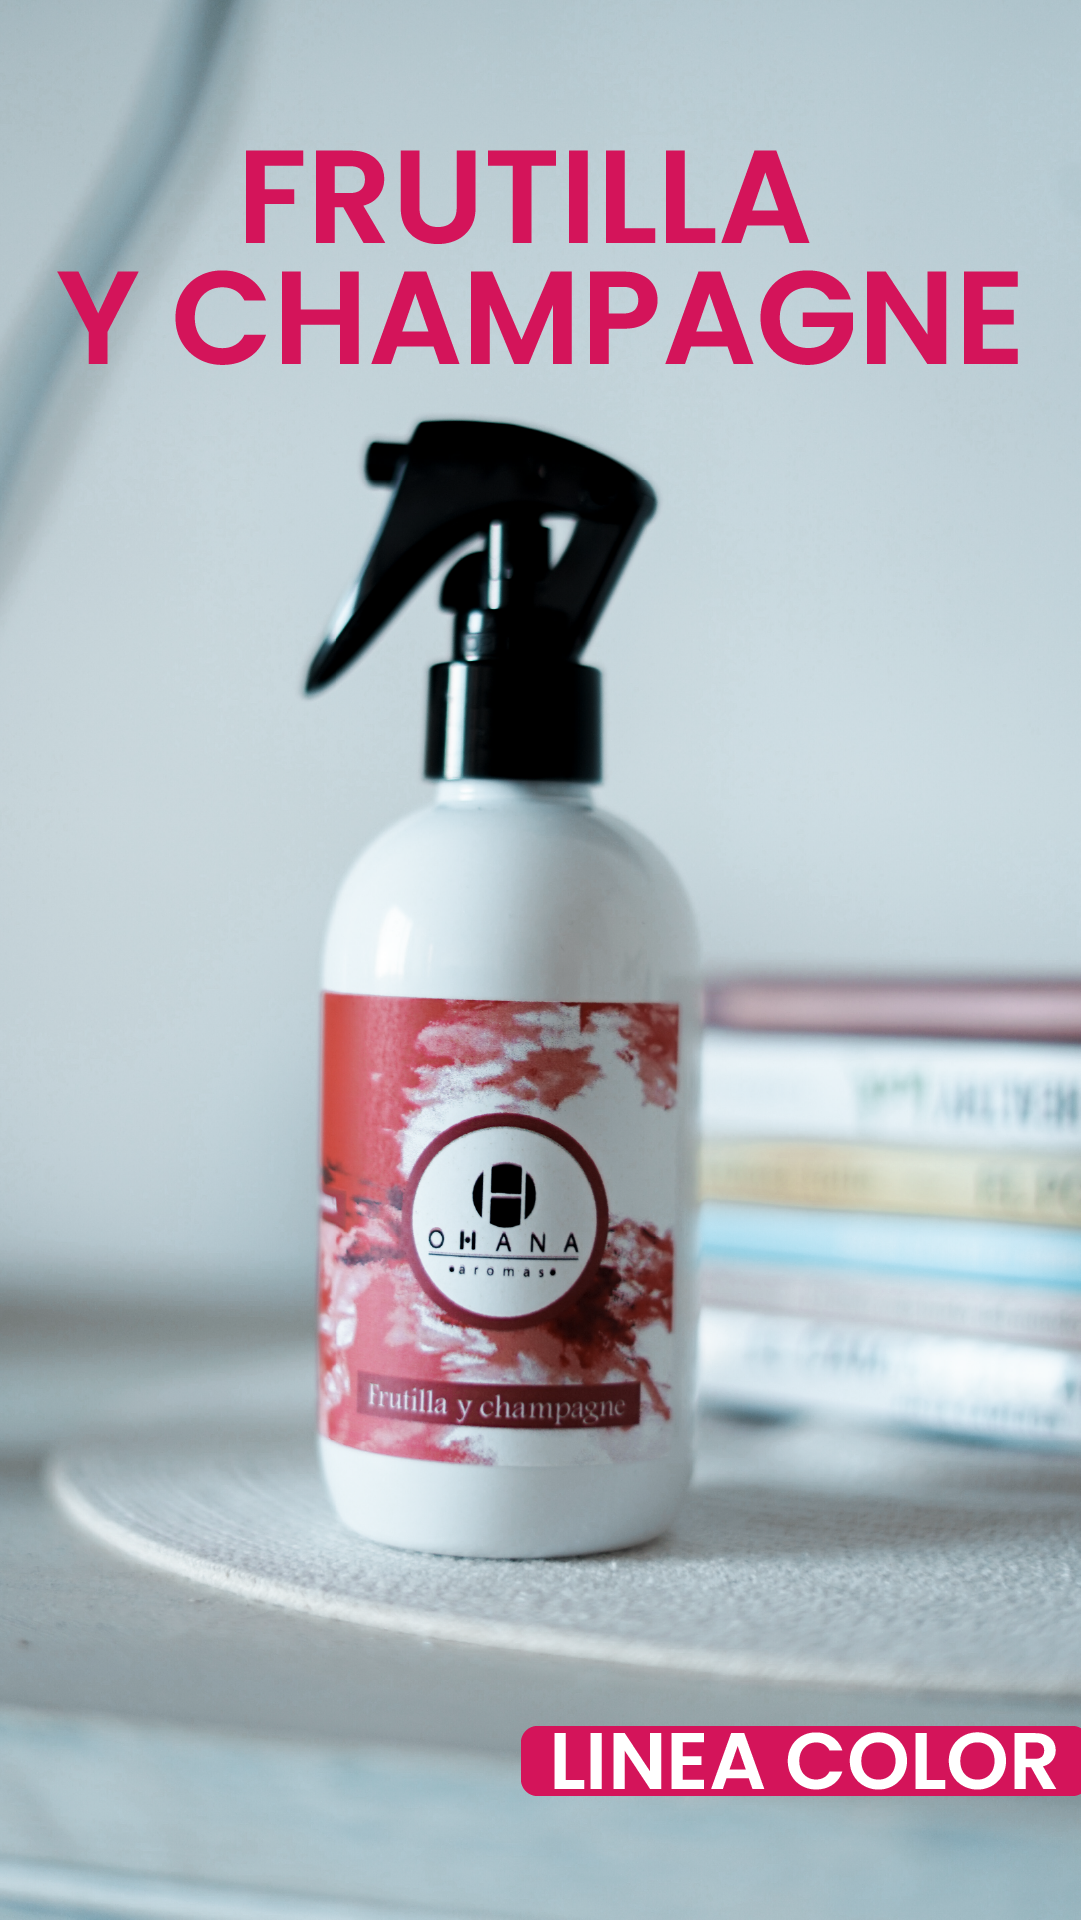 FRUTILLA
Y CHAMPAGNE
OHANA
•aromas•
Frutilla y champagne
LINEA COLOR